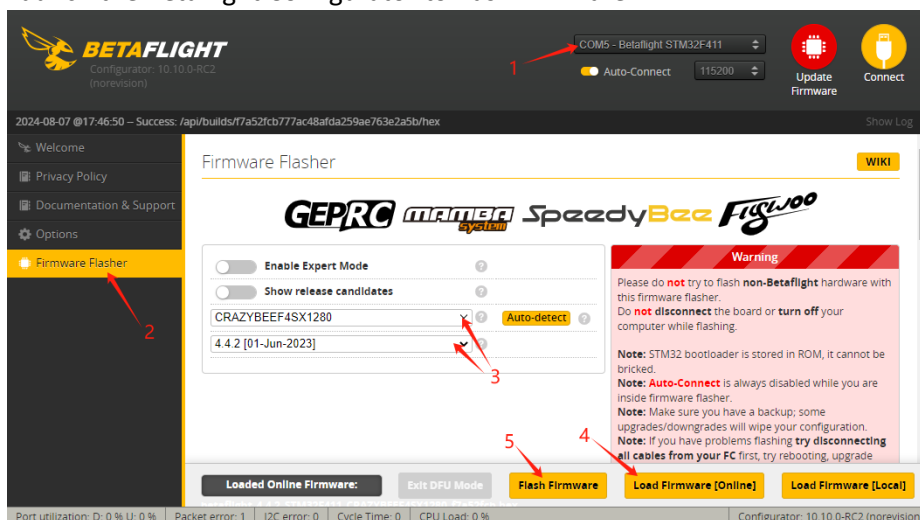 BETAFLIGHT
Configurator: 10.10.
0-RC2
(norevision)
1
COM5 - Betaflight STM32F411
Auto-Connect 115200
Update
Firmware
Connect
2024-08-07 @17:46:50 – Success: /api/builds/f7a52fcb777ac48afda259ae763e2a5b/hex
Show Log
Welcome
Privacy Policy
Documentation & Support
Options
Firmware Flasher
2
Firmware Flasher
WIKI
GEPRC mamba system SpeedyBee Figwoo
Enable Expert Mode
Show release candidates
CRAZYBEEF4SX1280
Auto-detect
4.4.2 [01-Jun-2023]
3
Warning
Please do not try to flash non-Betaflight hardware with
this firmware flasher.
Do not disconnect the board or turn off your
computer while flashing.
Note: STM32 bootloader is stored in ROM, it cannot be
bricked.
Note: Auto-Connect is always disabled while you are
inside firmware flasher.
Note: Make sure you have a backup; some
upgrades/downgrades will wipe your configuration.
Note: If you have problems flashing try disconnecting
all cables from your FC first, try rebooting, upgrade
5
4
Loaded Online Firmware:
Exit DFU Mode
Flash Firmware
Load Firmware [Online]
Load Firmware [Local]
Port utilization: D: 0 % U: 0 % Packet error: 1 I2C error: 0 Cycle Time: 0 CPU Load: 0 %
Configurator: 10.10.0-RC2 (norevision